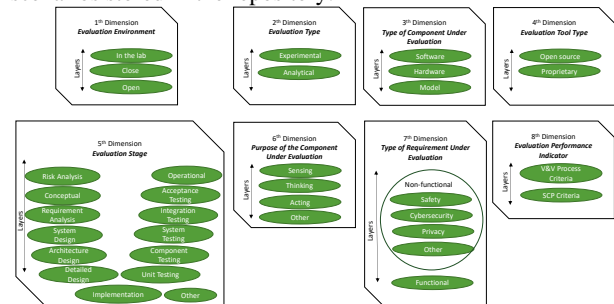 1th Dimension
Evaluation Environment
Layers
In the lab
Close
Open
2th Dimension
Evaluation Type
Layers
Experimental
Analytical
3th Dimension
Type of Component Under
Evaluation
Layers
Software
Hardware
Model
4th Dimension
Evaluation Tool Type
Layers
Open source
Proprietary
5th Dimension
Evaluation Stage
Layers
Risk Analysis
Conceptual
Requirement
Analysis
System
Design
Architecture
Design
Detailed
Design
Implementation
Operational
Acceptance
Testing
Integration
Testing
System
Testing
Component
Testing
Unit Testing
Other
6th Dimension
Purpose of the Component
Under Evaluation
Layers
Sensing
Thinking
Acting
Other
7th Dimension
Type of Requirement Under
Evaluation
Layers
Non-functional
Safety
Cybersecurity
Privacy
Other
Functional
8th Dimension
Evaluation Performance
Indicator
Layers
V&V Process
Criteria
SCP Criteria